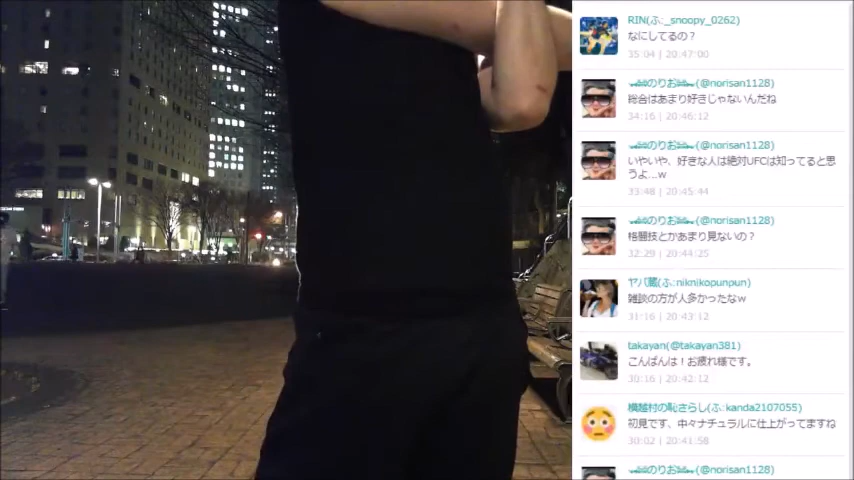 RIN(ふ:_snoopy_0262)
なにしてるの？
35:04 | 20:47:00
のりお (@norisan1128)
総合はあまり好きじゃないんだね
34:16 | 20:46:12
のりお (@norisan1128)
いやいや、好きな人は絶対UFCは知ってると思
うよ...w
33:48 | 20:45:44
のりお (@norisan1128)
格闘技とかあまり見ないの？
32:29 | 20:44:25
ヤバ蔵(ふ:niknikopunpun)
雑談の方が人多かったなw
31:16 | 20:43:12
takayan(@takayan381)
こんばんは！お疲れ様です。
30:16 | 20:42:12
横越村の恥さらし(ふ:kanda2107055)
初見です、中々ナチュラルに仕上がってますね
30:02 | 20:41:58
のりお (@norisan1128)